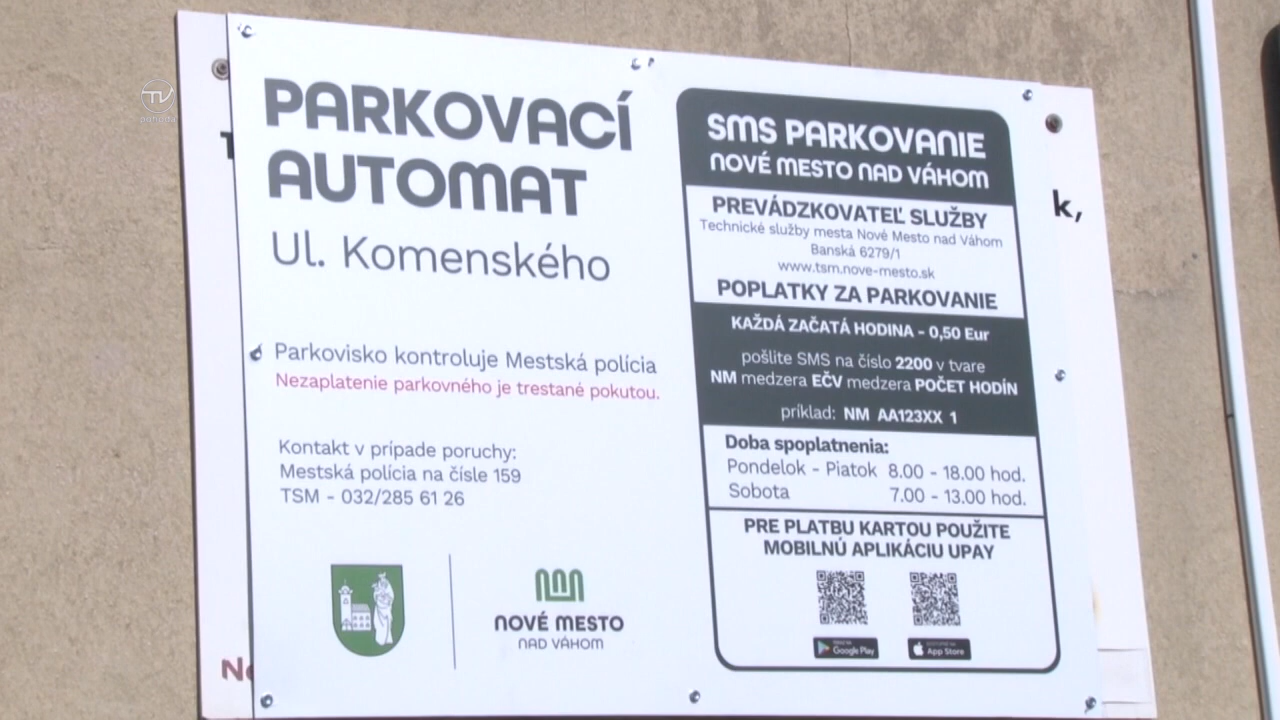 TV
pohoda
PARKOVACÍ
AUTOMAT
Ul. Komenského
Parkovisko kontroluje Mestská polícia
Nezaplatenie parkovného je trestané pokutou.
Kontakt v prípade poruchy:
Mestská polícia na čísle 159
TSM - 032/285 61 26
NOVÉ MESTO
NAD VÁHOM
SMS PARKOVANIE
NOVÉ MESTO NAD VÁHOM
PREVÁDZKOVATEĽ SLUŽBY
Technické služby mesta Nové Mesto nad Váhom
Banská 6279/1
www.tsm.nove-mesto.sk
POPLATKY ZA PARKOVANIE
KAŽDÁ ZAČATÁ HODINA - 0,50 Eur
pošlite SMS na číslo 2200 v tvare
NM medzera EČV medzera POČET HODÍN
príklad: NM AA123XX 1
Doba spoplatnenia:
Pondelok - Piatok 8.00 - 18.00 hod.
Sobota 7.00 - 13.00 hod.
PRE PLATBU KARTOU POUŽITE
MOBILNÚ APLIKÁCIU UPAY
Google Play
App Store
k,